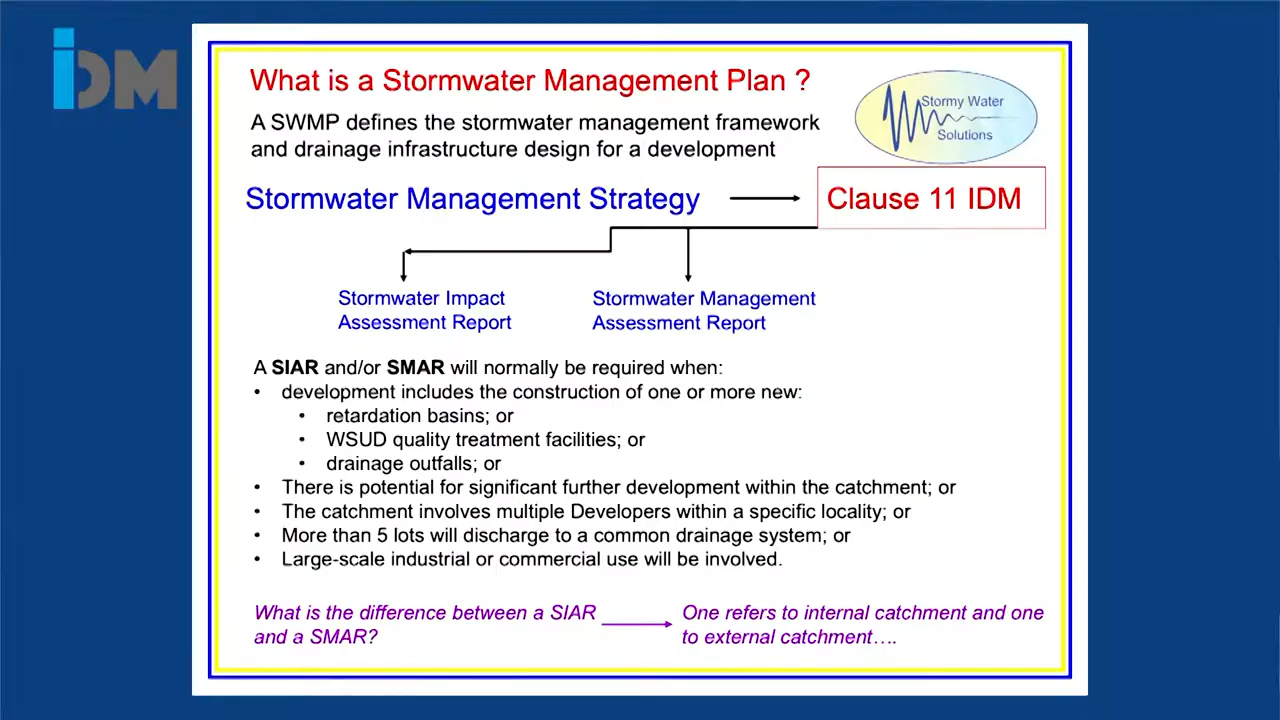 iDM
What is a Stormwater Management Plan ?
Stormy Water
Solutions
A SWMP defines the stormwater management framework
and drainage infrastructure design for a development
Stormwater Management Strategy
Clause 11 IDM
Stormwater Impact
Assessment Report
Stormwater Management
Assessment Report
A SIAR and/or SMAR will normally be required when:
• development includes the construction of one or more new:
• retardation basins; or
• WSUD quality treatment facilities; or
• drainage outfalls; or
• There is potential for significant further development within the catchment; or
• The catchment involves multiple Developers within a specific locality; or
• More than 5 lots will discharge to a common drainage system; or
• Large-scale industrial or commercial use will be involved.
What is the difference between a SIAR
and a SMAR?
One refers to internal catchment and one
to external catchment….